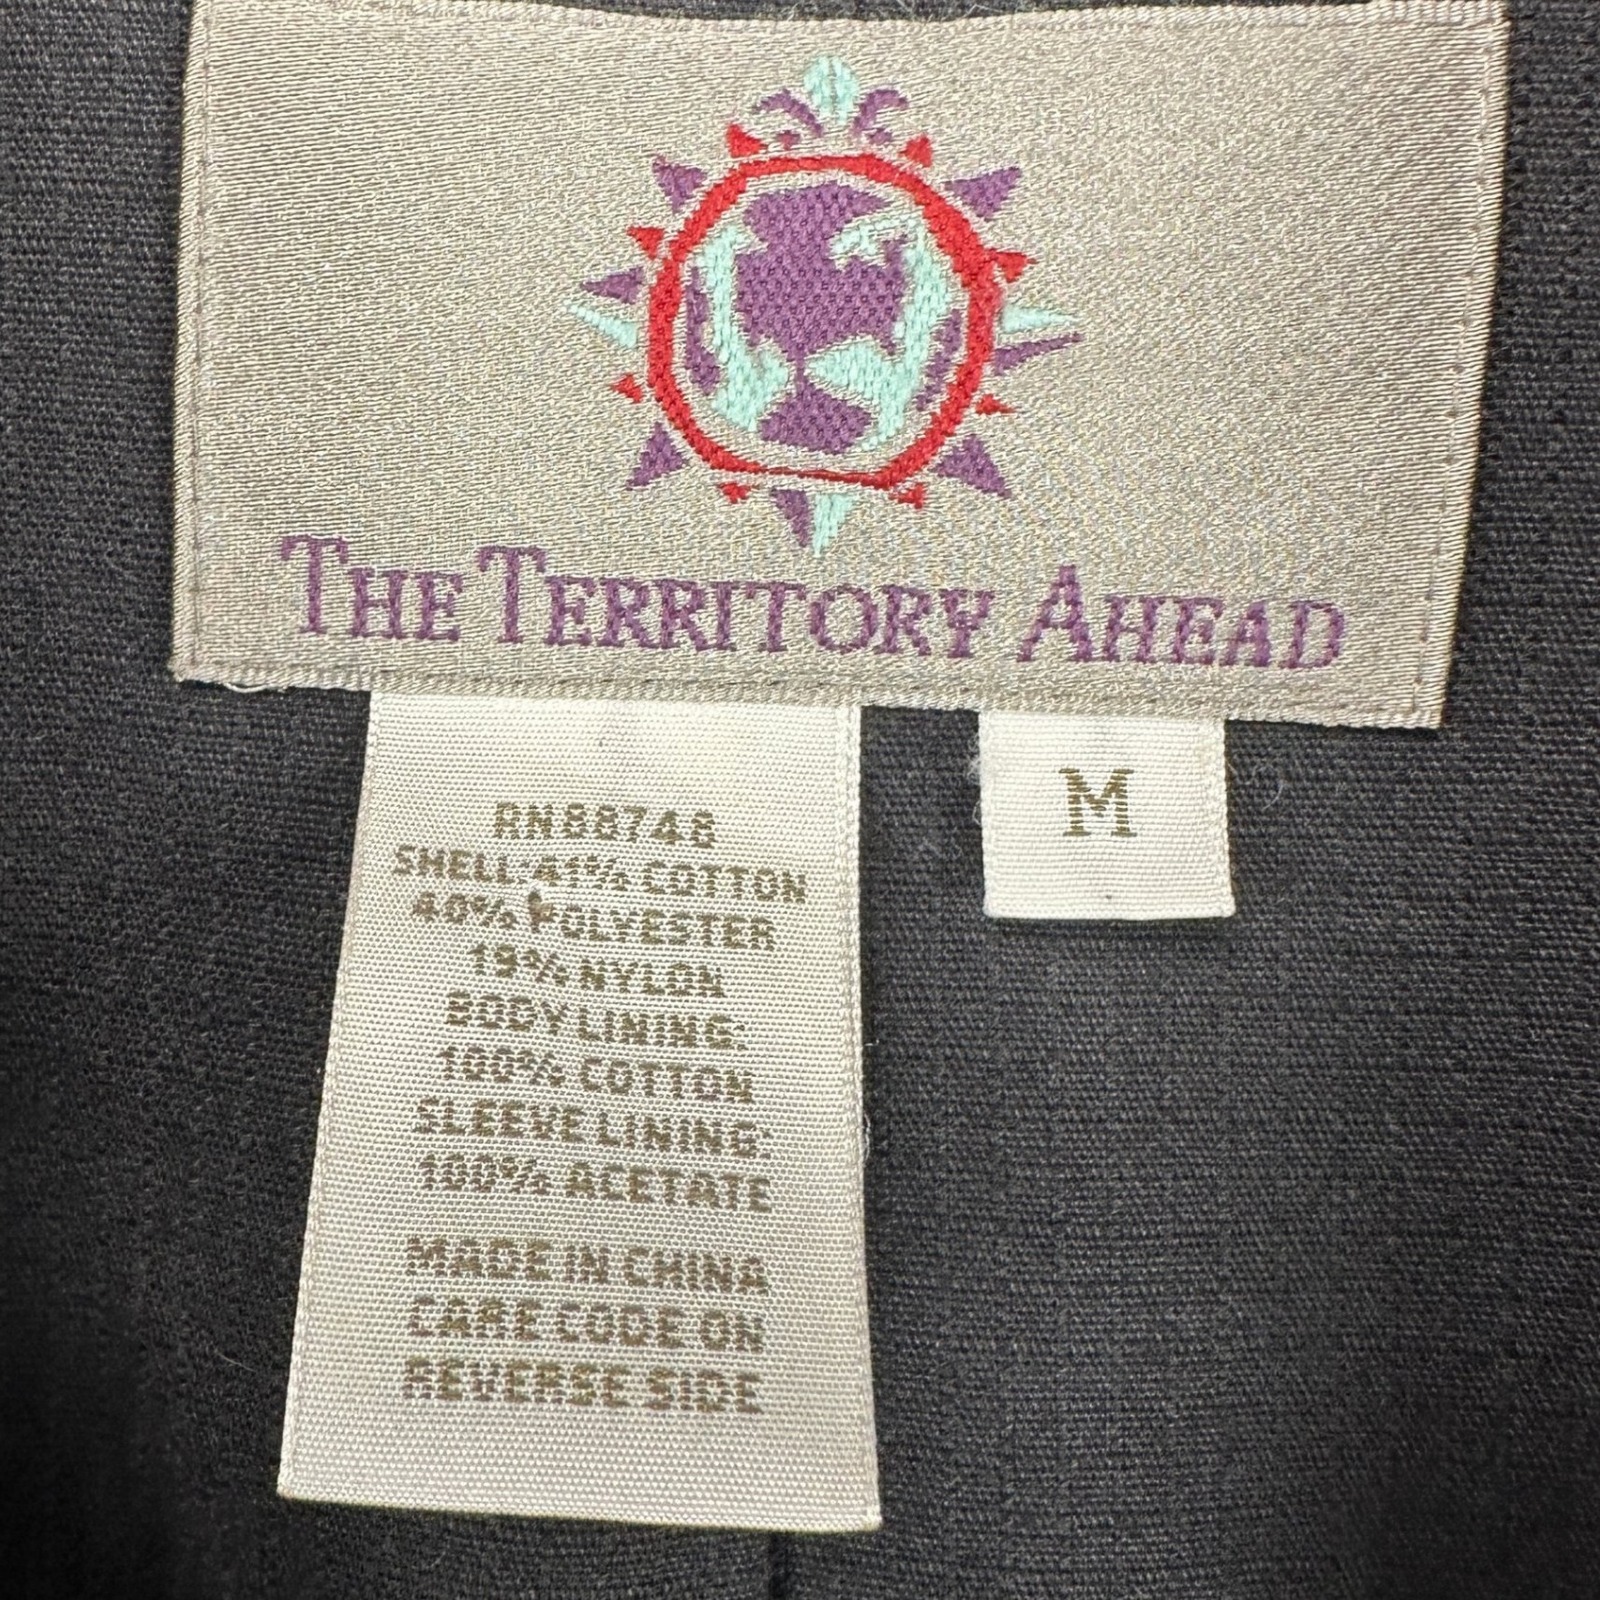 THE TERRITORY AHEAD
M
RN88748
SHELL: 41% COTTON
40% POLYESTER
19% NYLON
BODY LINING:
100% COTTON
SLEEVE LINING:
100% ACETATE
MADE IN CHINA
CARE CODE ON
REVERSE SIDE